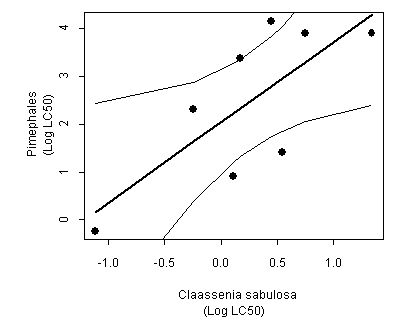 4
3
2
1
0
Pimephales
(Log LC50)
-1.0 -0.5 0.0 0.5 1.0
Claassenia sabulosa
(Log LC50)